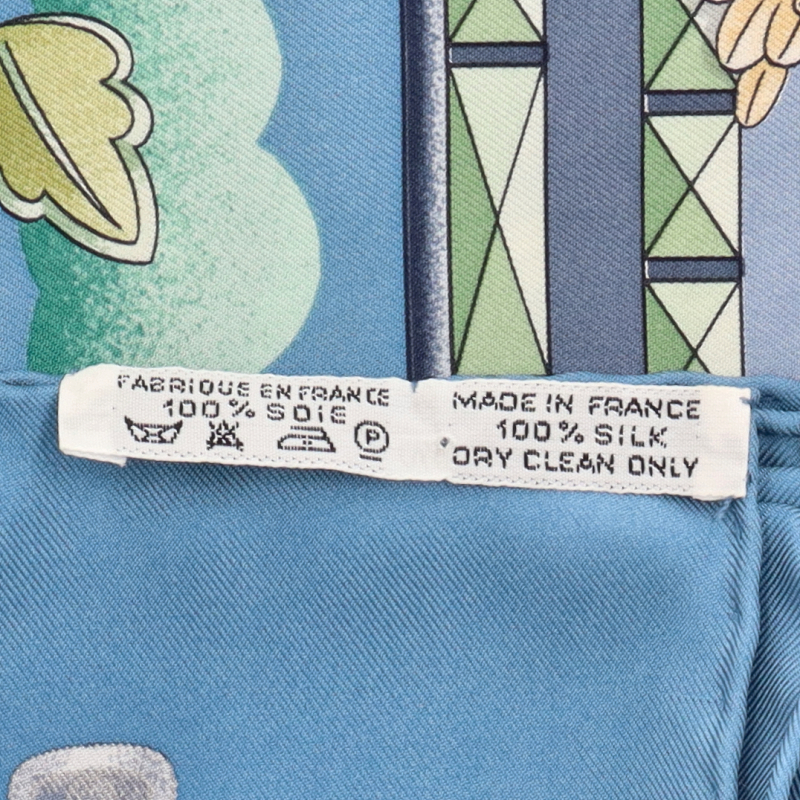 FABRIQUE EN FRANCE
100% SOIE
P
MADE IN FRANCE
100% SILK
DRY CLEAN ONLY